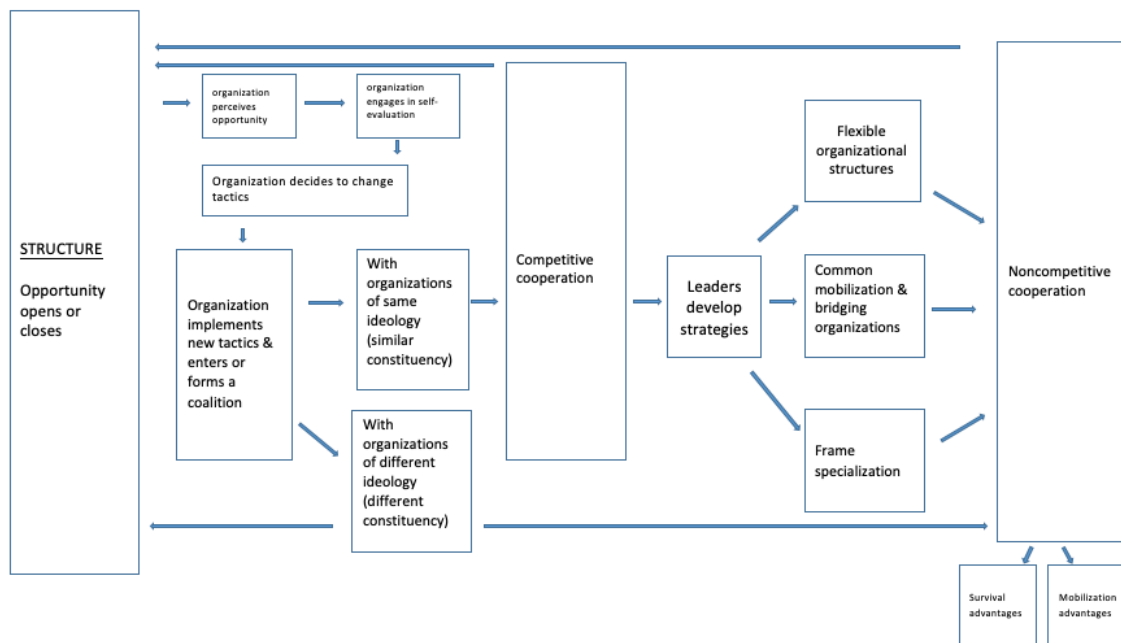 STRUCTURE
Opportunity
opens or
closes
organization
perceives
opportunity
organization
engages in self-
evaluation
Organization decides to change
tactics
Organization
implements
new tactics &
enters or
forms a
coalition
With
organizations
of same
ideology
(similar
constituency)
With
organizations
of different
ideology
(different
constituency)
Competitive
cooperation
Leaders
develop
strategies
Flexible
organizational
structures
Common
mobilization &
bridging
organizations
Frame
specialization
Noncompetitive
cooperation
Survival
advantages
Mobilization
advantages